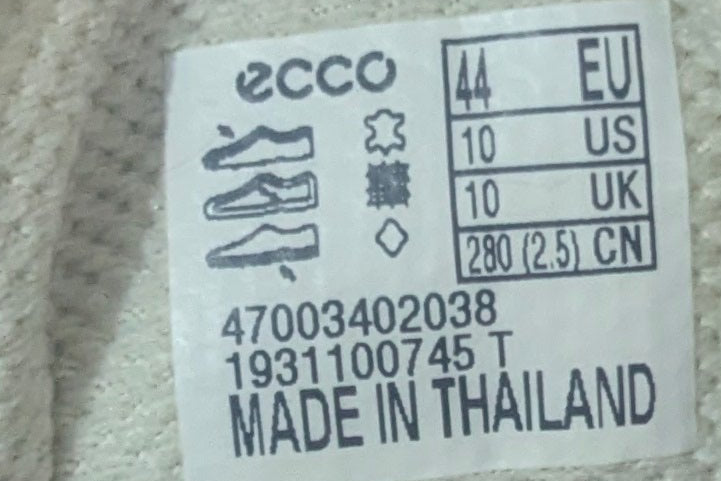 ecco
44 EU
10 US
10 UK
280 (2.5) CN
47003402038
1931100745 T
MADE IN THAILAND